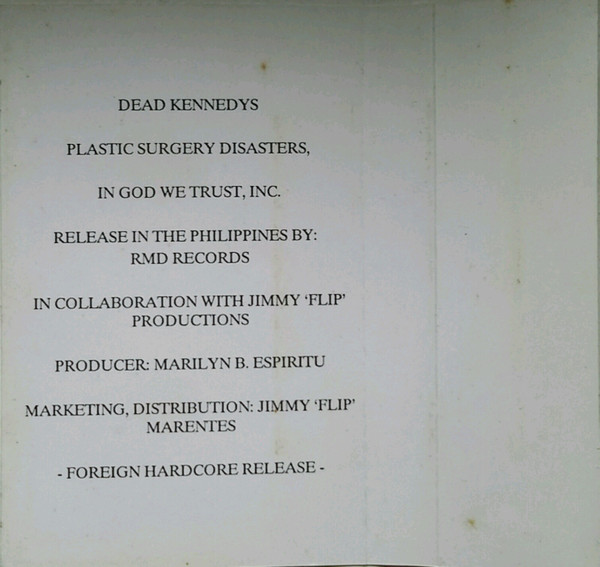 DEAD KENNEDYS
PLASTIC SURGERY DISASTERS,
IN GOD WE TRUST, INC.
RELEASE IN THE PHILIPPINES BY:
RMD RECORDS
IN COLLABORATION WITH JIMMY ‘FLIP’
PRODUCTIONS
PRODUCER: MARILYN B. ESPIRITU
MARKETING, DISTRIBUTION: JIMMY ‘FLIP’
MARENTES
- FOREIGN HARDCORE RELEASE -